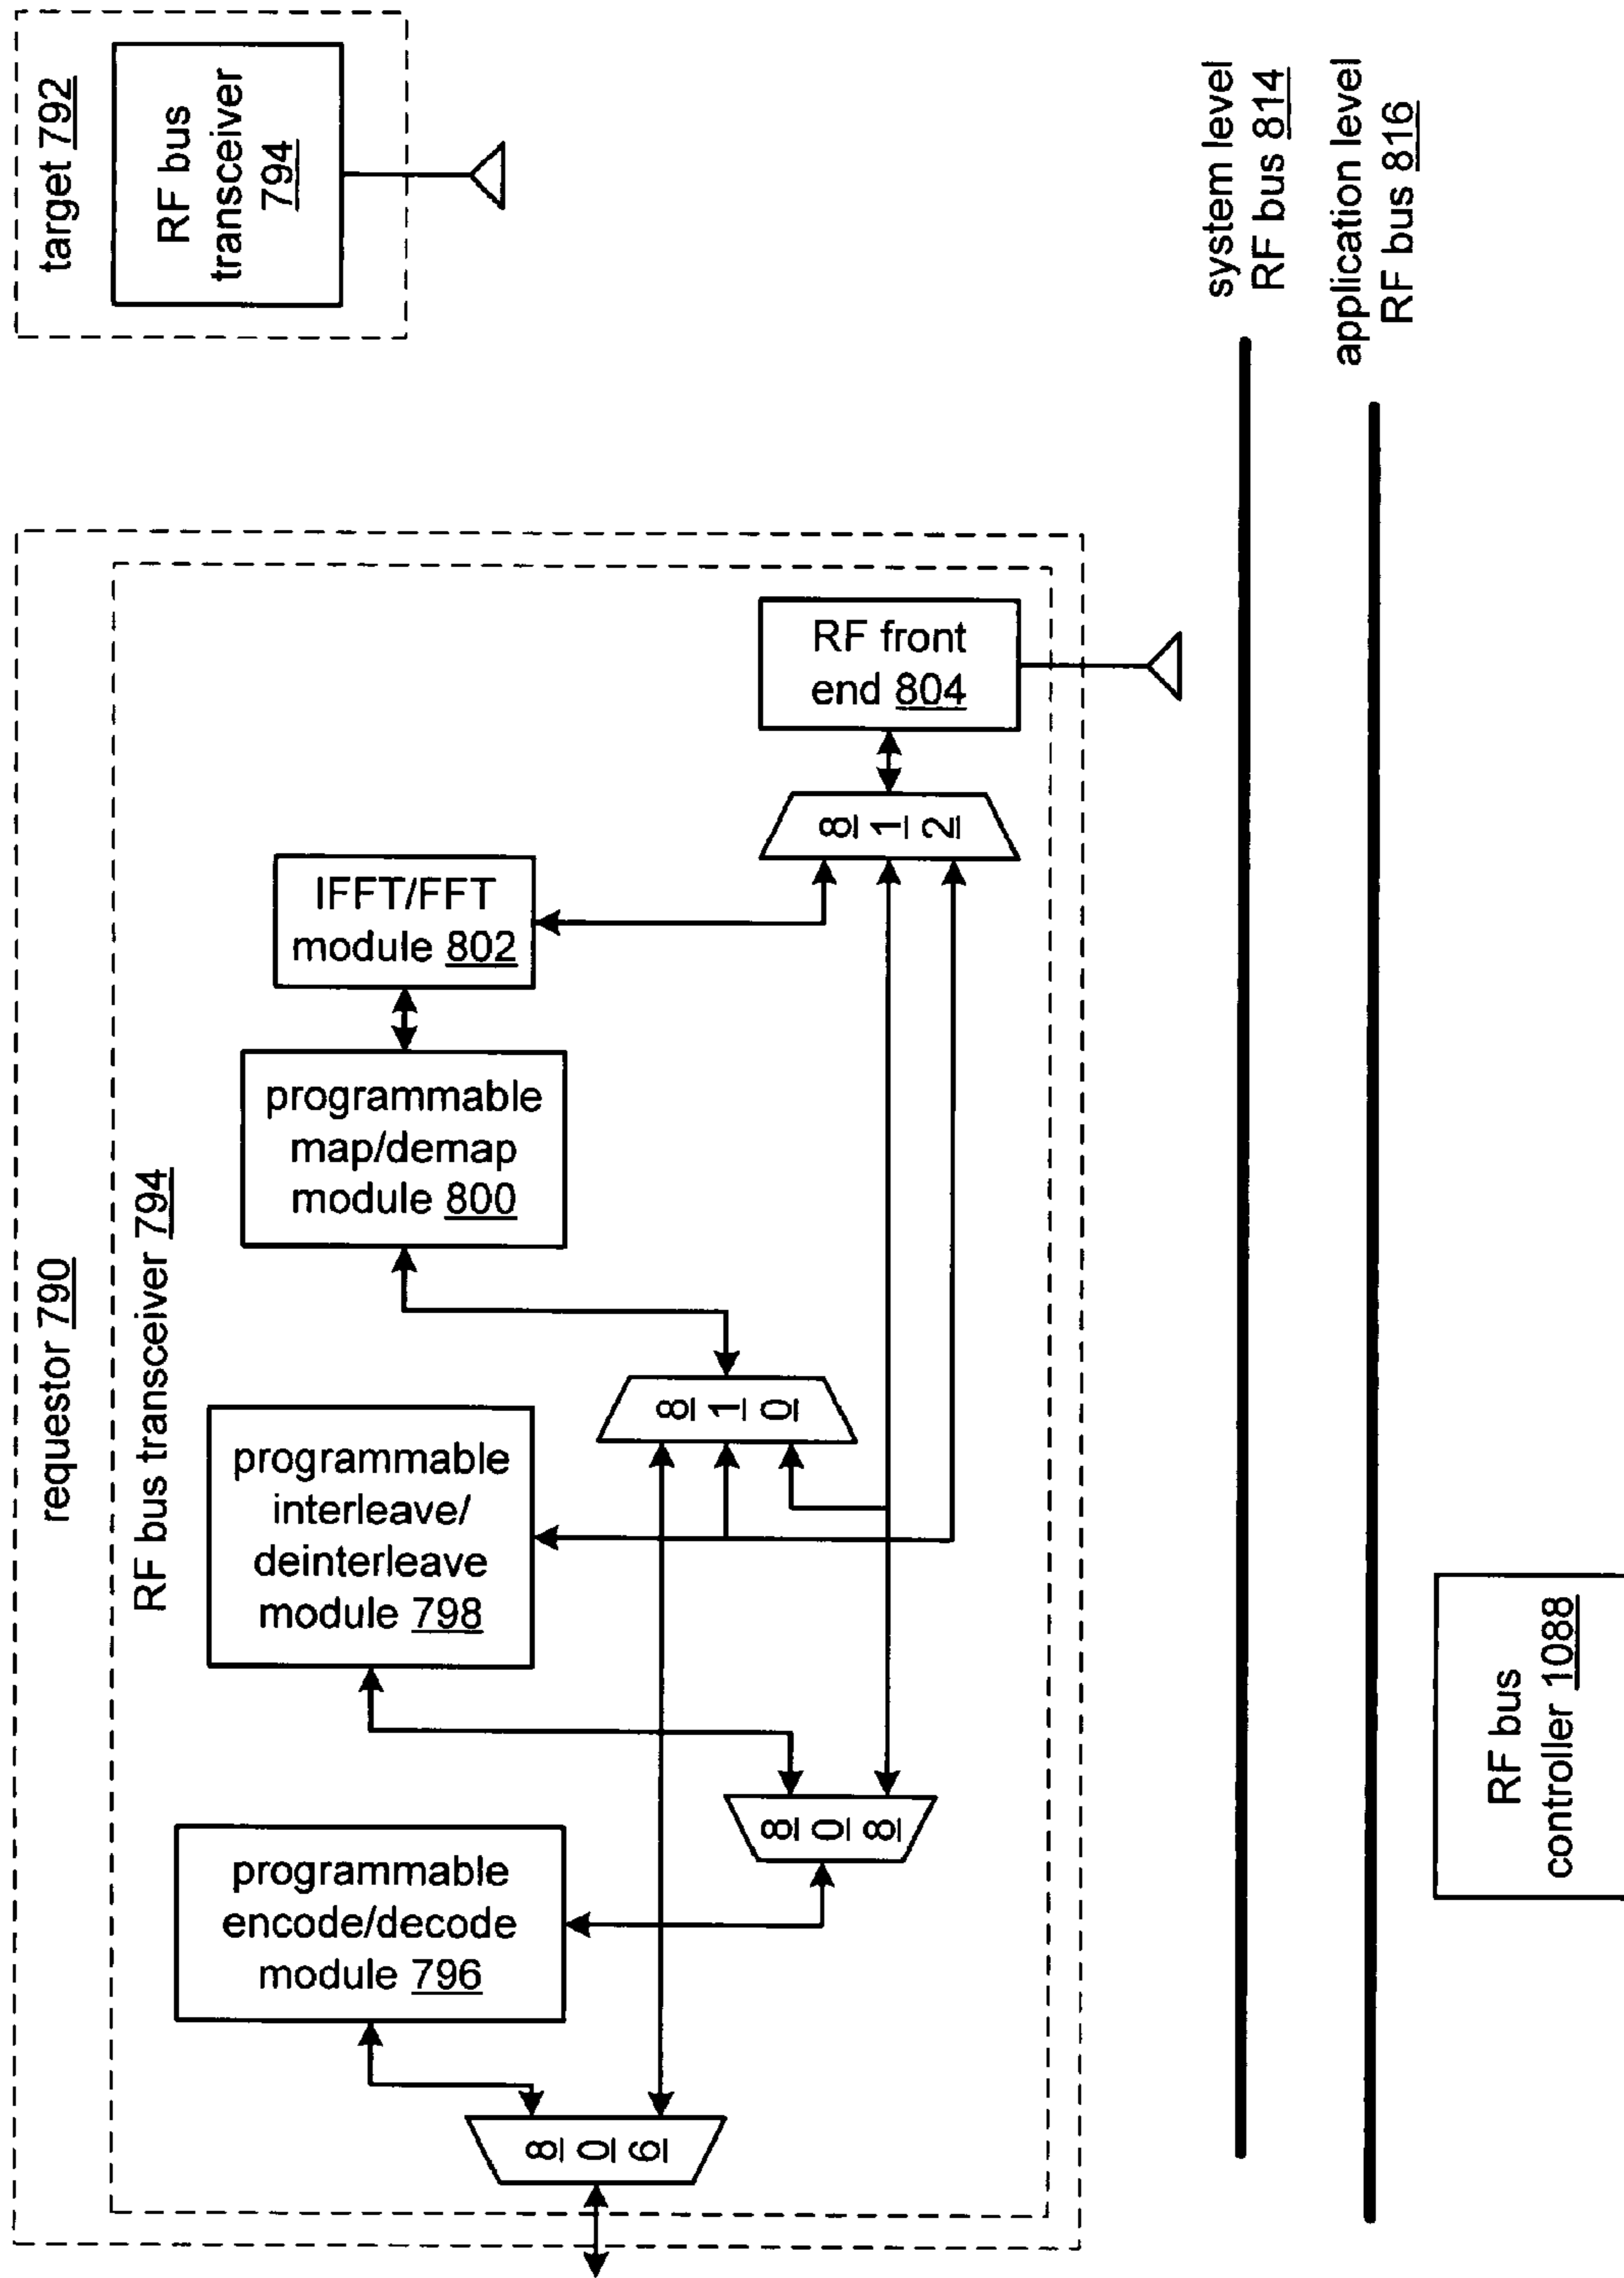 requestor 790
RF bus transceiver 794
programmable
encode/decode
module 796
programmable
interleave/
deinterleave
module 798
programmable
map/demap
module 800
IFFT/FFT
module 802
806
808
810
812
RF front
end 804
target 792
RF bus
transceiver
794
system level
RF bus 814
application level
RF bus 816
RF bus
controller 1088